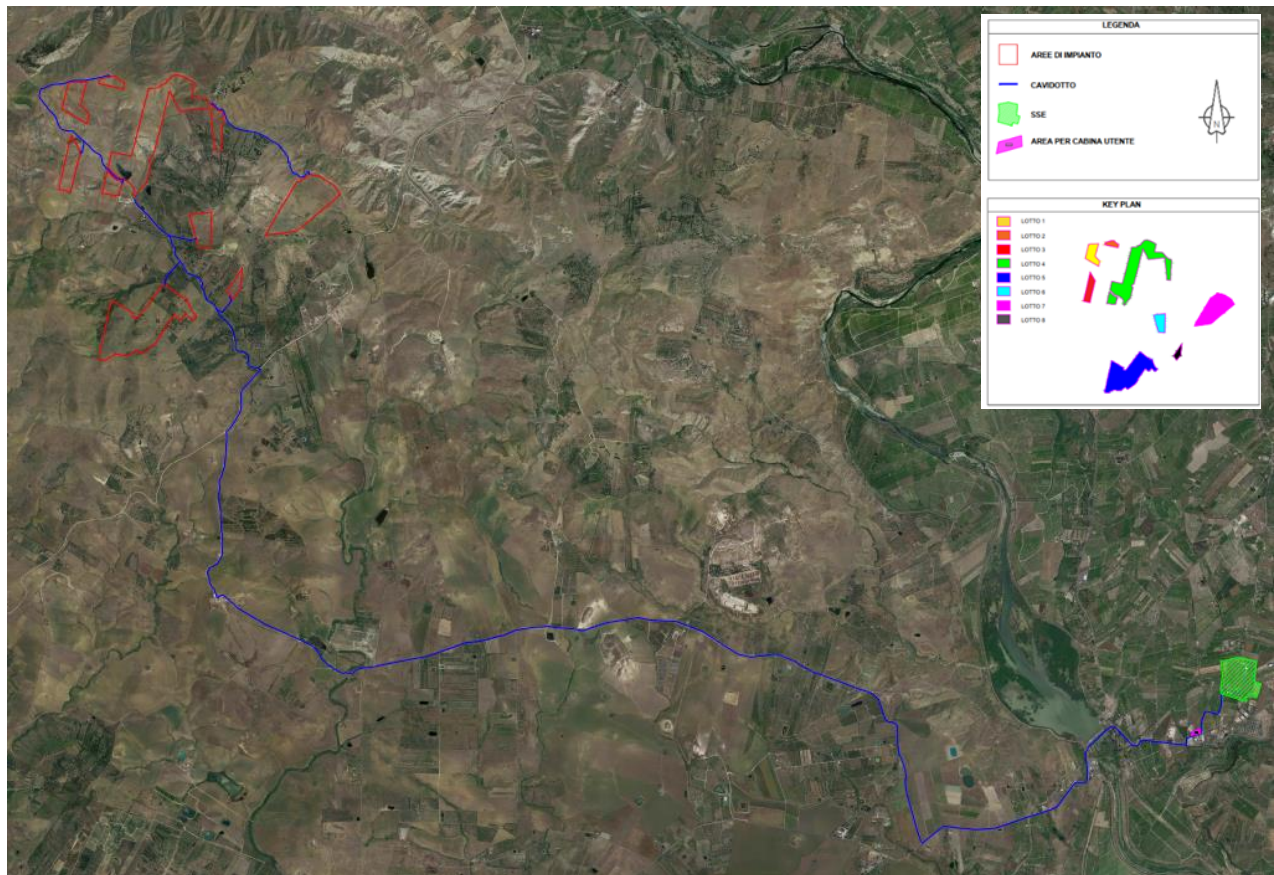 LEGENDA
AREE DI IMPIANTO
CAVIDOTTO
SSE
AREA PER CABINA UTENTE
N
KEY PLAN
LOTTO 1
LOTTO 2
LOTTO 3
LOTTO 4
LOTTO 5
LOTTO 6
LOTTO 7
LOTTO 8